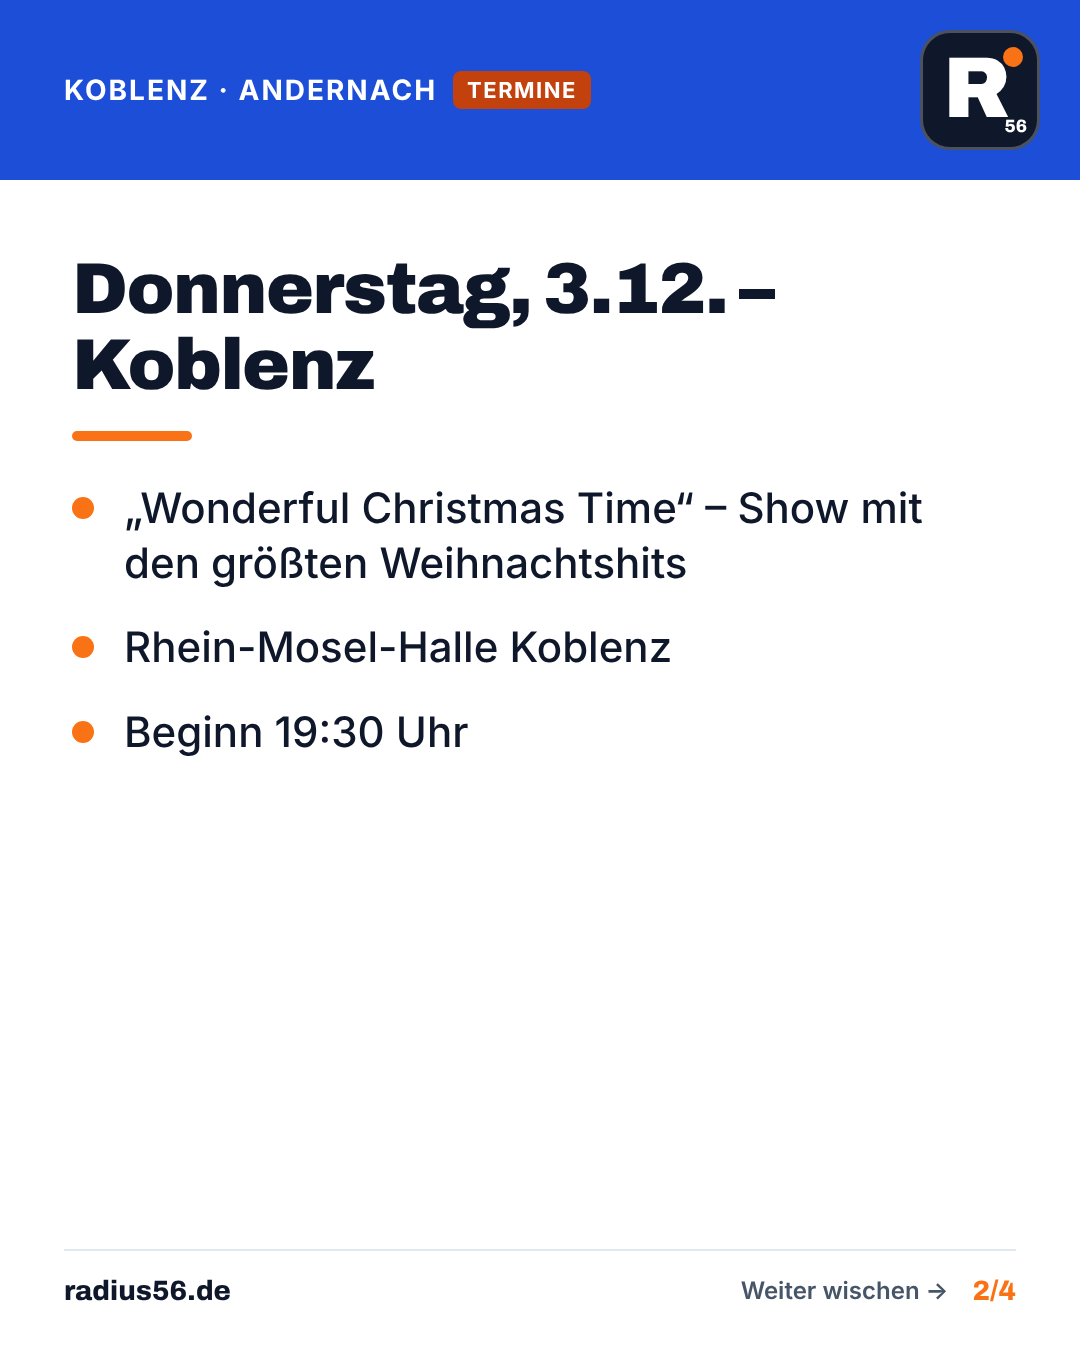 KOBLENZ · ANDERNACH TERMINE
R
56
Donnerstag, 3.12. –
Koblenz
„Wonderful Christmas Time“ – Show mit
den größten Weihnachtshits
Rhein-Mosel-Halle Koblenz
Beginn 19:30 Uhr
radius56.de
Weiter wischen → 2/4